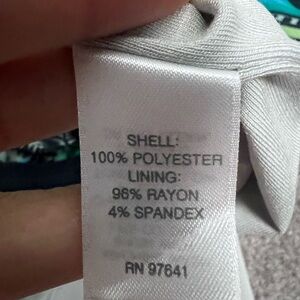 SHELL:
100% POLYESTER
LINING:
96% RAYON
4% SPANDEX
RN 97641